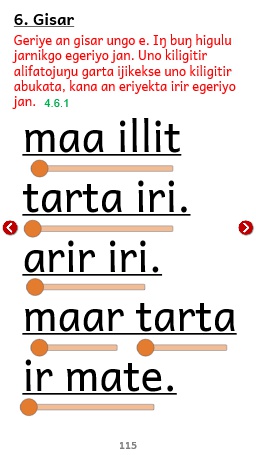 6. Gisar
Geriye an gisar ungo e. Iŋ buŋ higulu
jarnikgo egeriyo jan. Uno kiligitir
alifatojuŋu garta ijikekse uno kiligitir
abukata, kana an eriyekta irir egeriyo
jan. 4.6.1
maa illit
tarta iri.
arir iri.
maar tarta
ir mate.
115